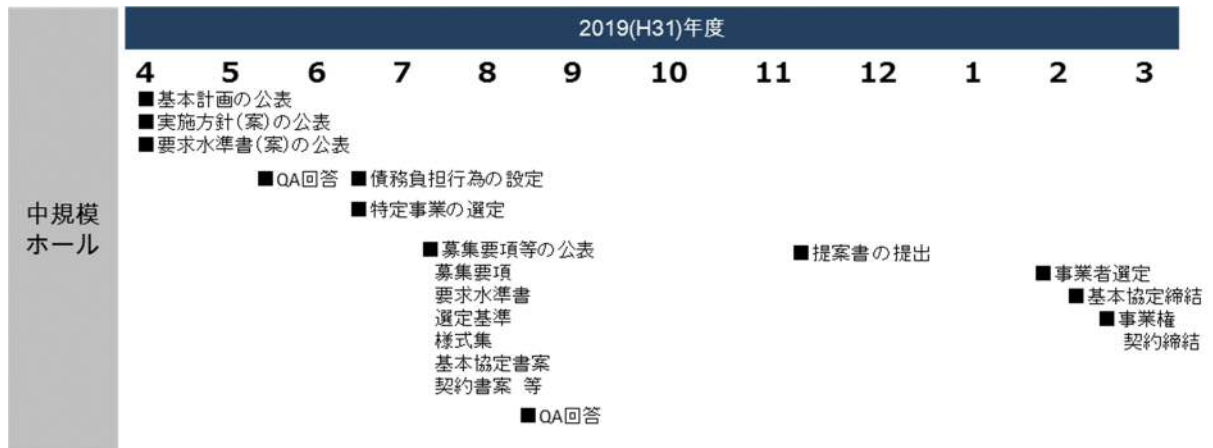 2019(H31)年度
4 5 6 7 8 9 10 11 12 1 2 3
中規模
ホール
■基本計画の公表
■実施方針(案)の公表
■要求水準書(案)の公表
■QA回答 ■債務負担行為の設定
■特定事業の選定
■募集要項等の公表
募集要項
要求水準書
選定基準
様式集
基本協定書案
契約書案 等
■QA回答
■提案書の提出
■事業者選定
■基本協定締結
■事業権
契約締結